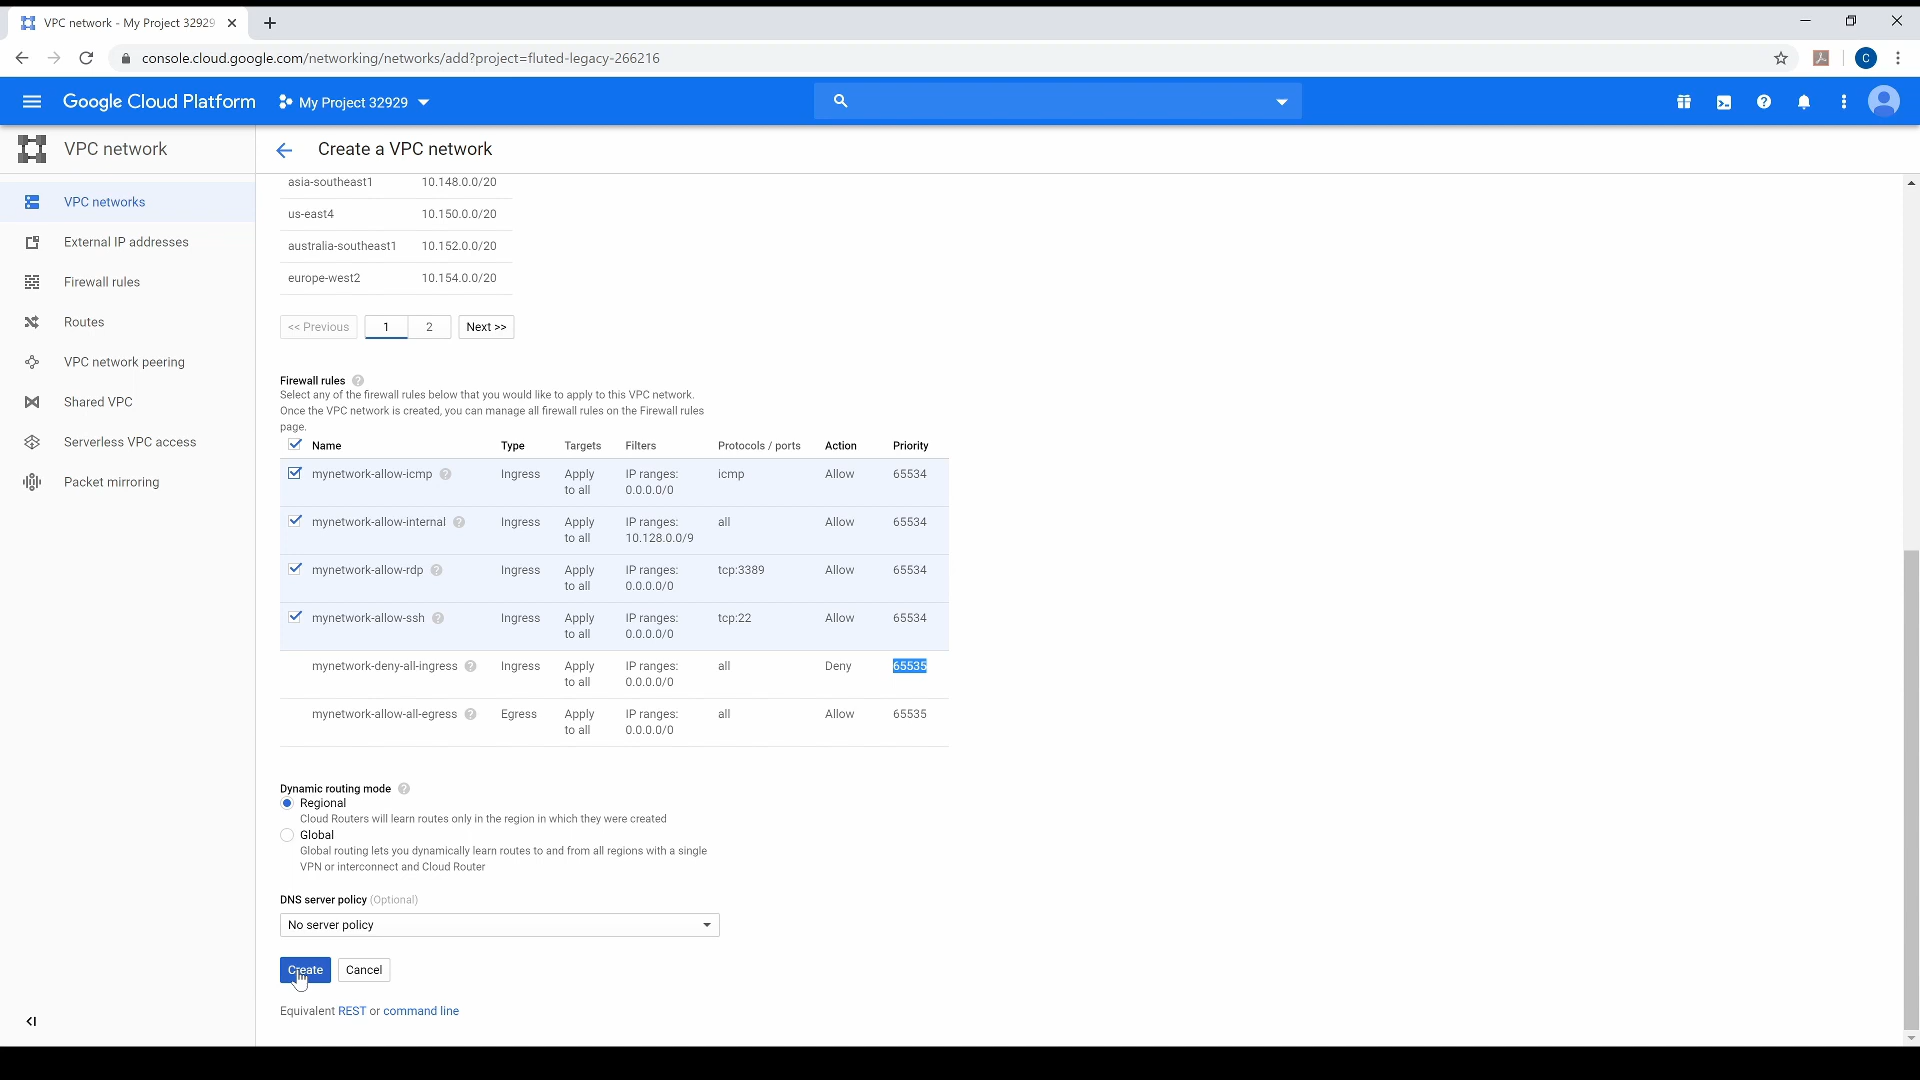 VPC network - My Project 32929
console.cloud.google.com/networking/networks/add?project=fluted-legacy-266216
C
Google Cloud Platform
My Project 32929
VPC network
Create a VPC network
VPC networks
External IP addresses
Firewall rules
Routes
VPC network peering
Shared VPC
Serverless VPC access
Packet mirroring
asia-southeast1 10.148.0.0/20
us-east4 10.150.0.0/20
australia-southeast1 10.152.0.0/20
europe-west2 10.154.0.0/20
<< Previous 1 2 Next >>
Firewall rules
Select any of the firewall rules below that you would like to apply to this VPC network.
Once the VPC network is created, you can manage all firewall rules on the Firewall rules
page.
Name Type Targets Filters Protocols / ports Action Priority
mynetwork-allow-icmp Ingress Apply IP ranges: icmp Allow 65534
to all 0.0.0.0/0
mynetwork-allow-internal Ingress Apply IP ranges: all Allow 65534
to all 10.128.0.0/9
mynetwork-allow-rdp Ingress Apply IP ranges: tcp:3389 Allow 65534
to all 0.0.0.0/0
mynetwork-allow-ssh Ingress Apply IP ranges: tcp:22 Allow 65534
to all 0.0.0.0/0
mynetwork-deny-all-ingress Ingress Apply IP ranges: all Deny 65535
to all 0.0.0.0/0
mynetwork-allow-all-egress Egress Apply IP ranges: all Allow 65535
to all 0.0.0.0/0
Dynamic routing mode
Regional
Cloud Routers will learn routes only in the region in which they were created
Global
Global routing lets you dynamically learn routes to and from all regions with a single
VPN or interconnect and Cloud Router
DNS server policy (Optional)
No server policy
Create Cancel
Equivalent REST or command line